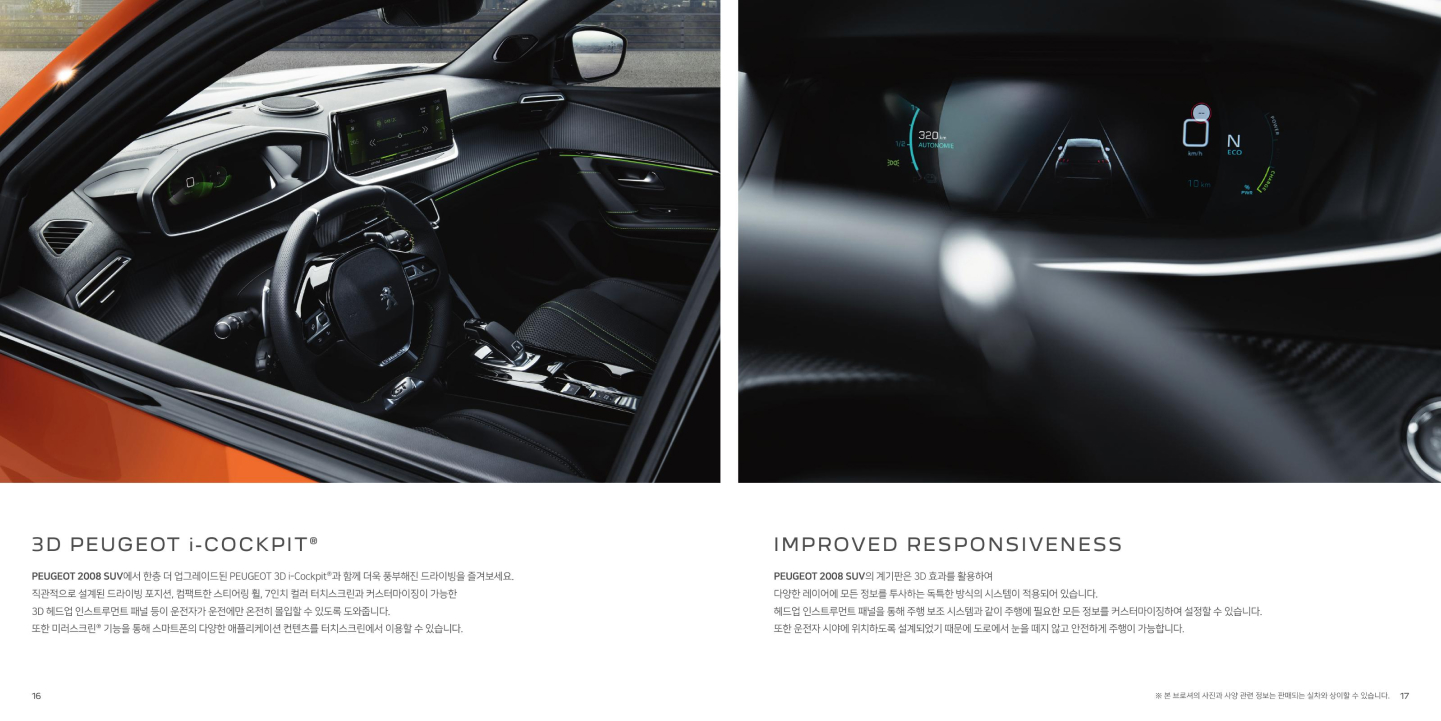 320 km
1/2
AUTONOMIE
km/h
10 km
N
ECO
POWER
CHARGE
% PWR
GT
3D PEUGEOT i-COCKPIT®
PEUGEOT 2008 SUV에서 한층 더 업그레이드된 PEUGEOT 3D i-Cockpit®과 함께 더욱 풍부해진 드라이빙을 즐겨보세요.
직관적으로 설계된 드라이빙 포지션, 컴팩트한 스티어링 휠, 7인치 컬러 터치스크린과 커스터마이징이 가능한
3D 헤드업 인스트루먼트 패널 등이 운전자가 운전에만 온전히 몰입할 수 있도록 도와줍니다.
또한 미러스크린® 기능을 통해 스마트폰의 다양한 애플리케이션 컨텐츠를 터치스크린에서 이용할 수 있습니다.
16
IMPROVED RESPONSIVENESS
PEUGEOT 2008 SUV의 계기판은 3D 효과를 활용하여
다양한 레이어에 모든 정보를 투사하는 독특한 방식의 시스템이 적용되어 있습니다.
헤드업 인스트루먼트 패널을 통해 주행 보조 시스템과 같이 주행에 필요한 모든 정보를 커스터마이징하여 설정할 수 있습니다.
또한 운전자 시야에 위치하도록 설계되었기 때문에 도로에서 눈을 떼지 않고 안전하게 주행이 가능합니다.
※ 본 브로셔의 사진과 사양 관련 정보는 판매되는 실차와 상이할 수 있습니다. 17